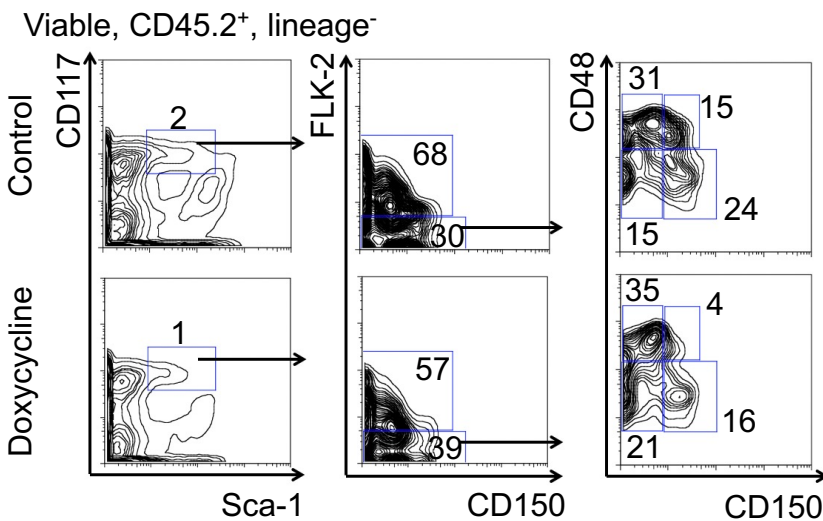 Viable, CD45.2⁺, lineage⁻
Control
CD117
2
FLK-2
68
30
CD48
31
15
15
24
Doxycycline
1
57
39
35
4
21
16
Sca-1
CD150
CD150